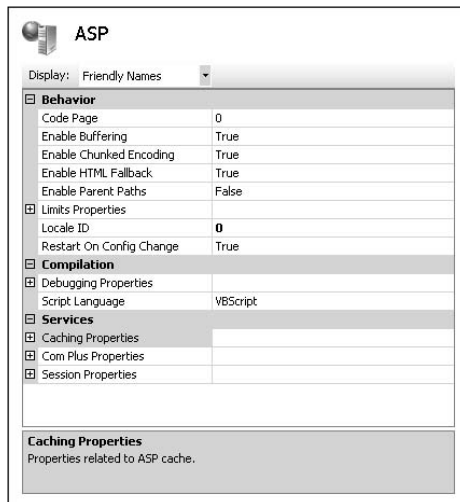 ASP
Display: Friendly Names
Behavior
Code Page 0
Enable Buffering True
Enable Chunked Encoding True
Enable HTML Fallback True
Enable Parent Paths False
Limits Properties
Locale ID 0
Restart On Config Change True
Compilation
Debugging Properties
Script Language VBScript
Services
Caching Properties
Com Plus Properties
Session Properties
Caching Properties
Properties related to ASP cache.